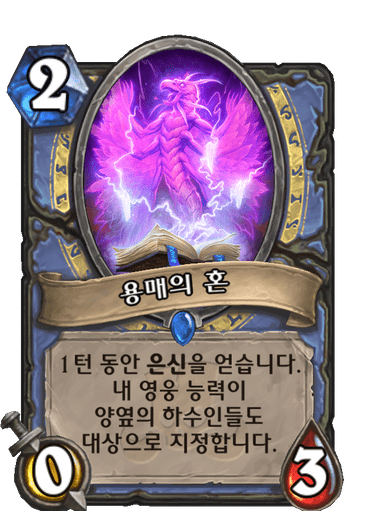 2
용매의 혼
1턴 동안 은신을 얻습니다.
내 영웅 능력이
양옆의 하수인들도
대상으로 지정합니다.
0
3